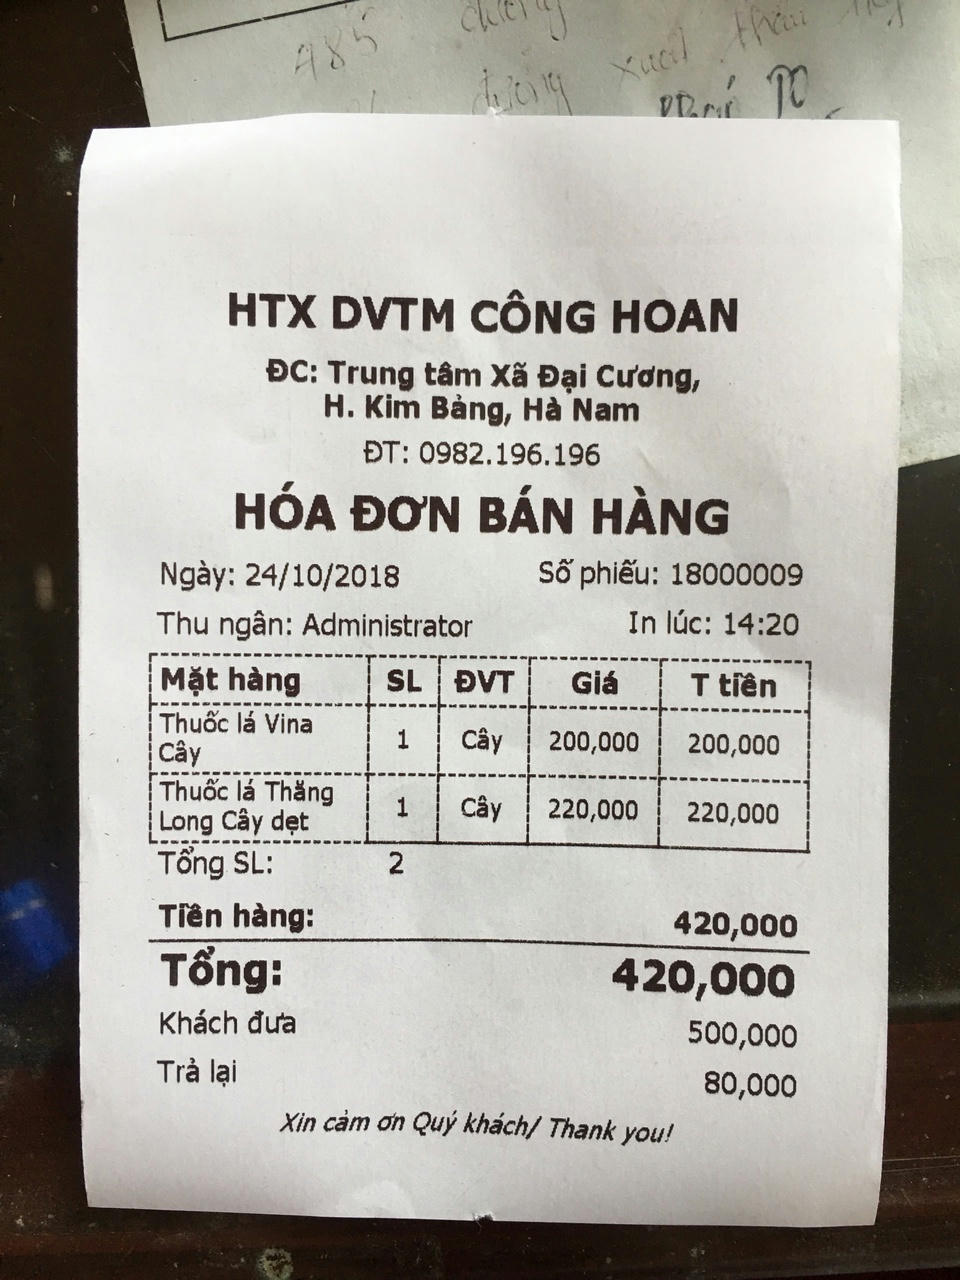 485 đường
đường xuất
HTX DVTM CÔNG HOAN
ĐC: Trung tâm Xã Đại Cương,
H. Kim Bảng, Hà Nam
ĐT: 0982.196.196
HÓA ĐƠN BÁN HÀNG
Ngày: 24/10/2018 Số phiếu: 18000009
Thu ngân: Administrator In lúc: 14:20
Mặt hàng SL ĐVT Giá T tiền
Thuốc lá Vina
Cây 1 Cây 200,000 200,000
Thuốc lá Thăng
Long Cây dẹt 1 Cây 220,000 220,000
Tổng SL: 2
Tiền hàng: 420,000
Tổng: 420,000
Khách đưa 500,000
Trả lại 80,000
Xin cảm ơn Quý khách/ Thank you!